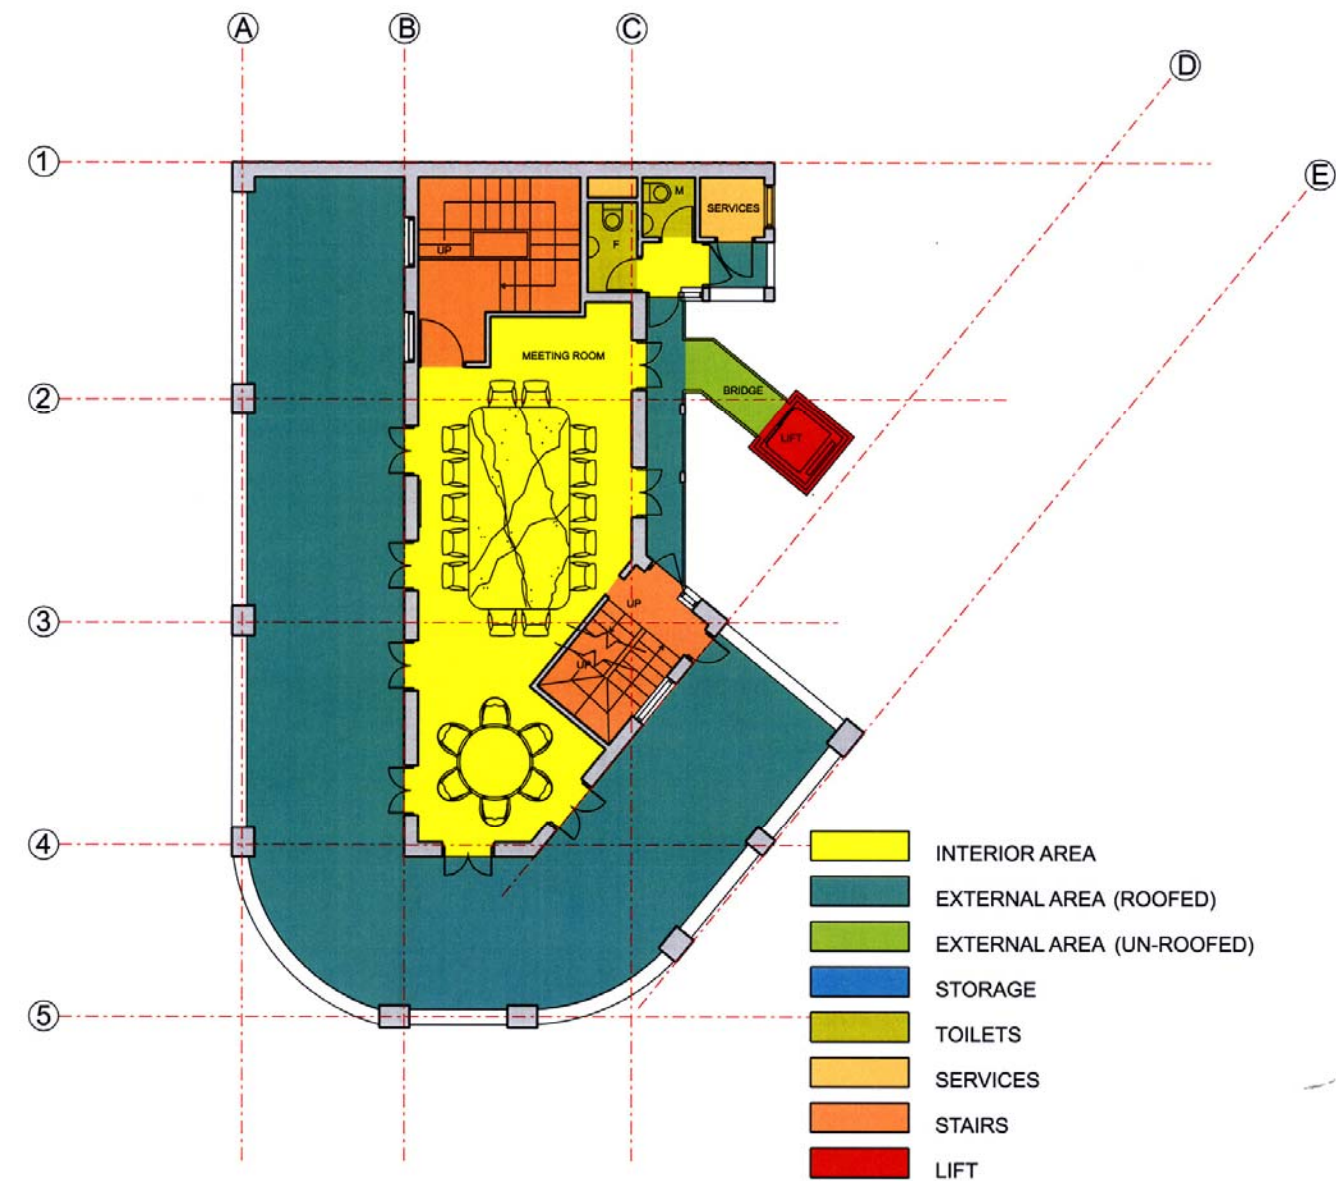 A
B
C
D
E
1
2
3
4
5
M
SERVICES
F
UP
MEETING ROOM
BRIDGE
LIFT
UP
UP
INTERIOR AREA
EXTERNAL AREA (ROOFED)
EXTERNAL AREA (UN-ROOFED)
STORAGE
TOILETS
SERVICES
STAIRS
LIFT